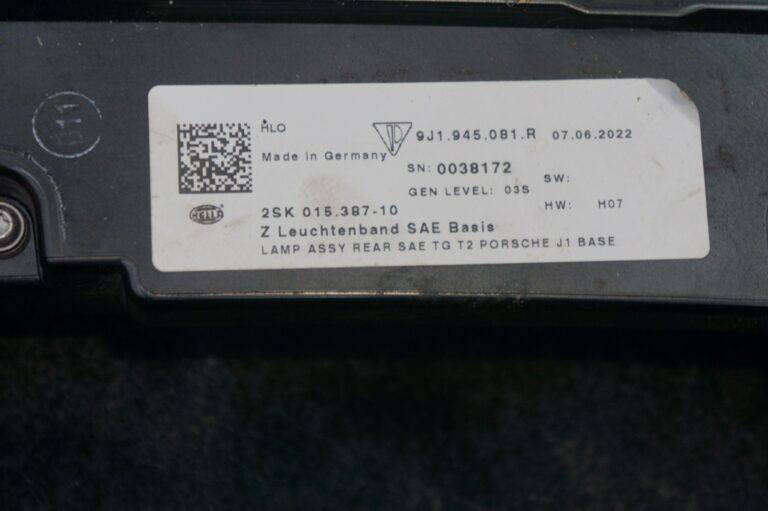 B11
HLO
9J1.945.081.R 07.06.2022
Made in Germany
SN: 0038172
SW:
GEN LEVEL: 03S
HW: H07
HELLA
2SK 015.387-10
Z Leuchtenband SAE Basis
LAMP ASSY REAR SAE TG T2 PORSCHE J1 BASE